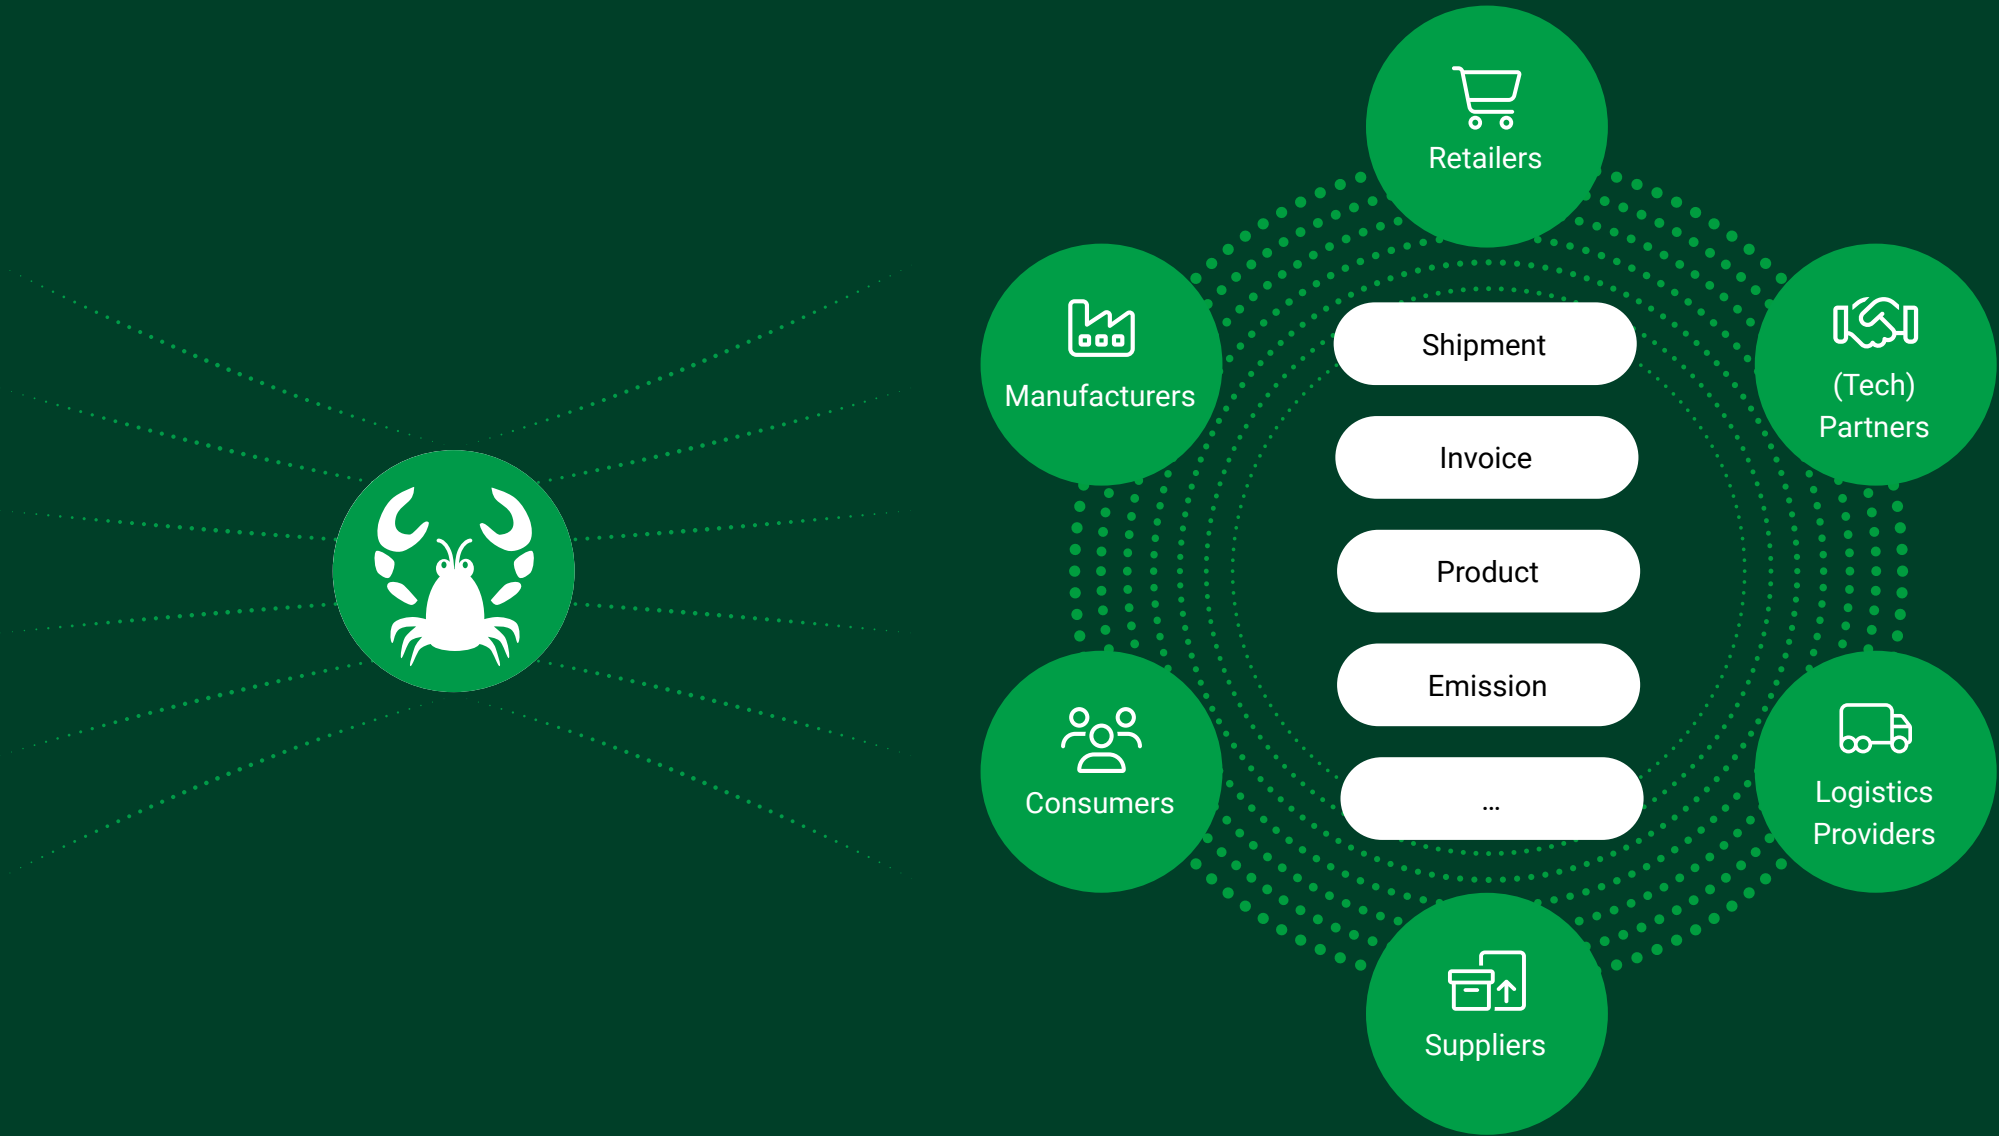 Retailers
Manufacturers
(Tech)
Partners
Shipment
Invoice
Product
Emission
...
Consumers
Logistics
Providers
Suppliers